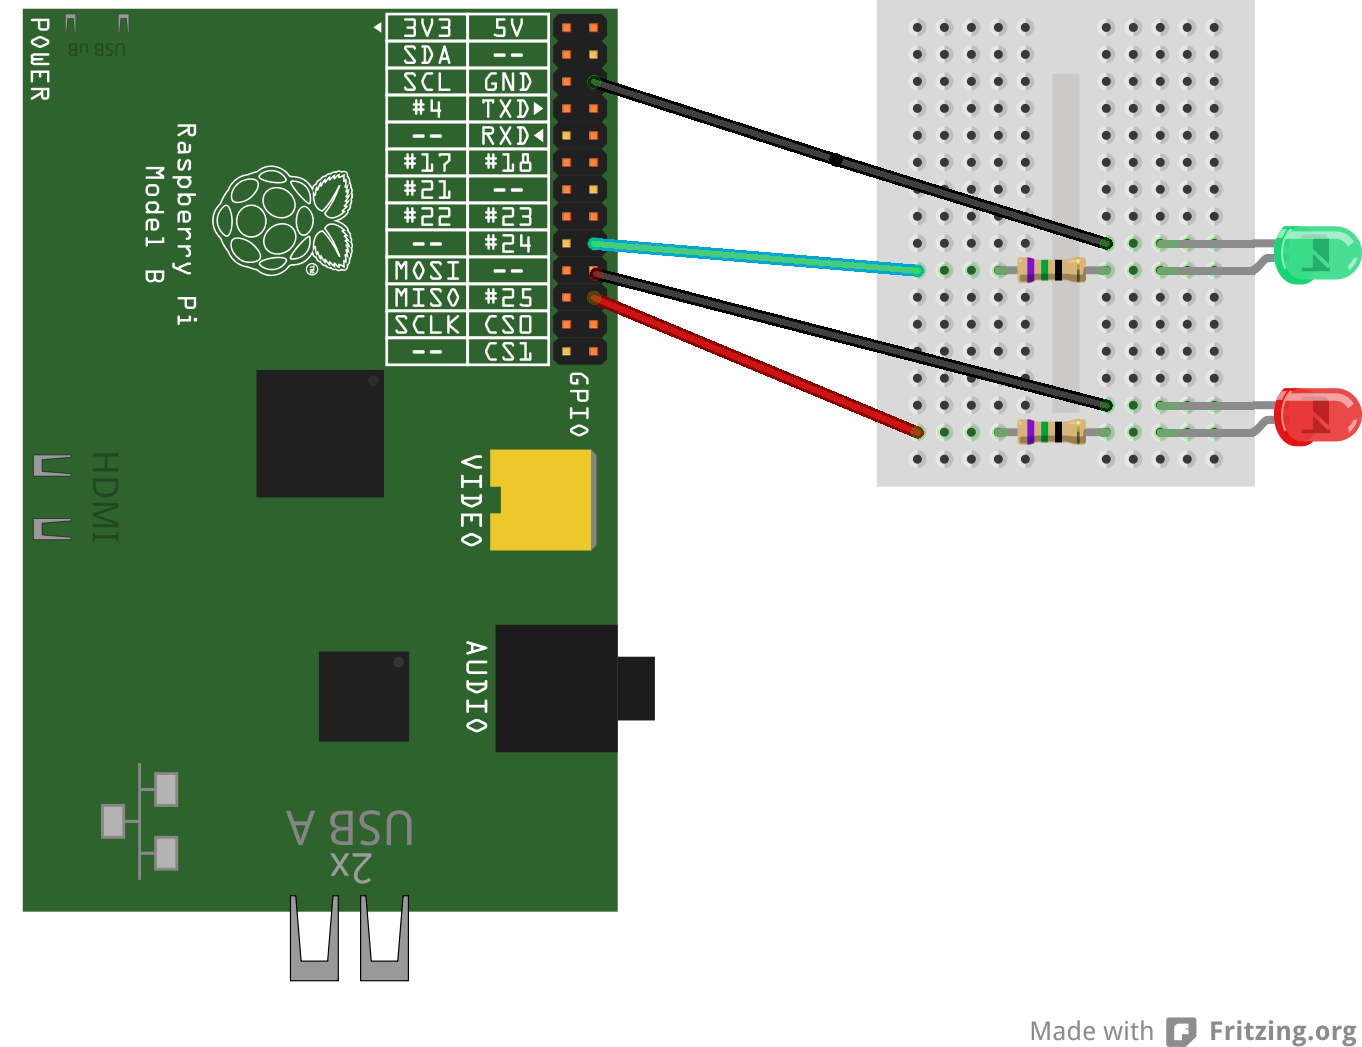 POWER
USB uB
3V3 5V
SDA --
SCL GND
#4 TXD
-- RXD
#17 #18
#21 --
#22 #23
-- #24
MOSI --
MISO #25
SCLK CS0
-- CS1
Raspberry Pi
Model B
TM
GPIO
HDMI
VIDEO
AUDIO
USB A
2x
Made with Fritzing.org